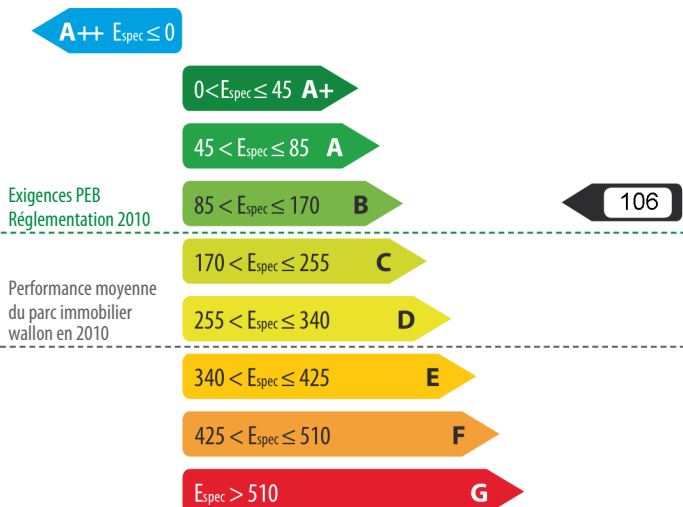 A++ Espec ≤ 0
0 < Espec ≤ 45 A+
45 < Espec ≤ 85 A
Exigences PEB
Réglementation 2010
85 < Espec ≤ 170 B
106
170 < Espec ≤ 255 C
Performance moyenne
du parc immobilier
wallon en 2010
255 < Espec ≤ 340 D
340 < Espec ≤ 425 E
425 < Espec ≤ 510 F
Espec > 510 G